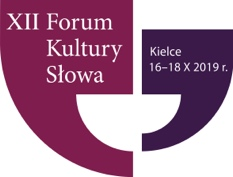 XII Forum
Kultury
Słowa
Kielce
16–18 X 2019 r.